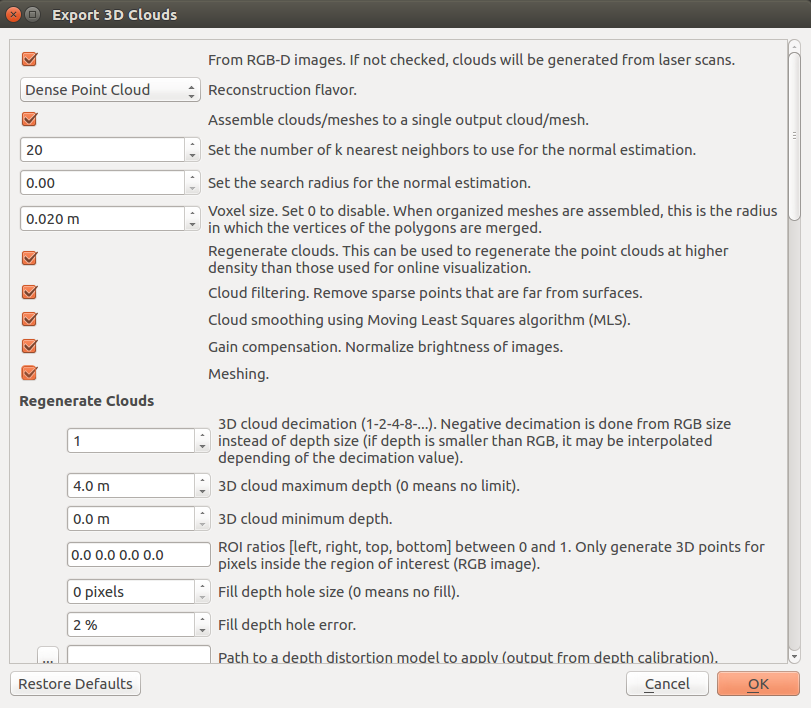 Export 3D Clouds
From RGB-D images. If not checked, clouds will be generated from laser scans.
Dense Point Cloud Reconstruction flavor.
Assemble clouds/meshes to a single output cloud/mesh.
20 Set the number of k nearest neighbors to use for the normal estimation.
0.00 Set the search radius for the normal estimation.
0.020 m Voxel size. Set 0 to disable. When organized meshes are assembled, this is the radius
in which the vertices of the polygons are merged.
Regenerate clouds. This can be used to regenerate the point clouds at higher
density than those used for online visualization.
Cloud filtering. Remove sparse points that are far from surfaces.
Cloud smoothing using Moving Least Squares algorithm (MLS).
Gain compensation. Normalize brightness of images.
Meshing.
Regenerate Clouds
3D cloud decimation (1-2-4-8-...). Negative decimation is done from RGB size
1 instead of depth size (if depth is smaller than RGB, it may be interpolated
depending of the decimation value).
4.0 m 3D cloud maximum depth (0 means no limit).
0.0 m 3D cloud minimum depth.
0.0 0.0 0.0 0.0 ROI ratios [left, right, top, bottom] between 0 and 1. Only generate 3D points for
pixels inside the region of interest (RGB image).
0 pixels Fill depth hole size (0 means no fill).
2 % Fill depth hole error.
... Path to a depth distortion model to apply (output from depth calibration).
Restore Defaults Cancel OK